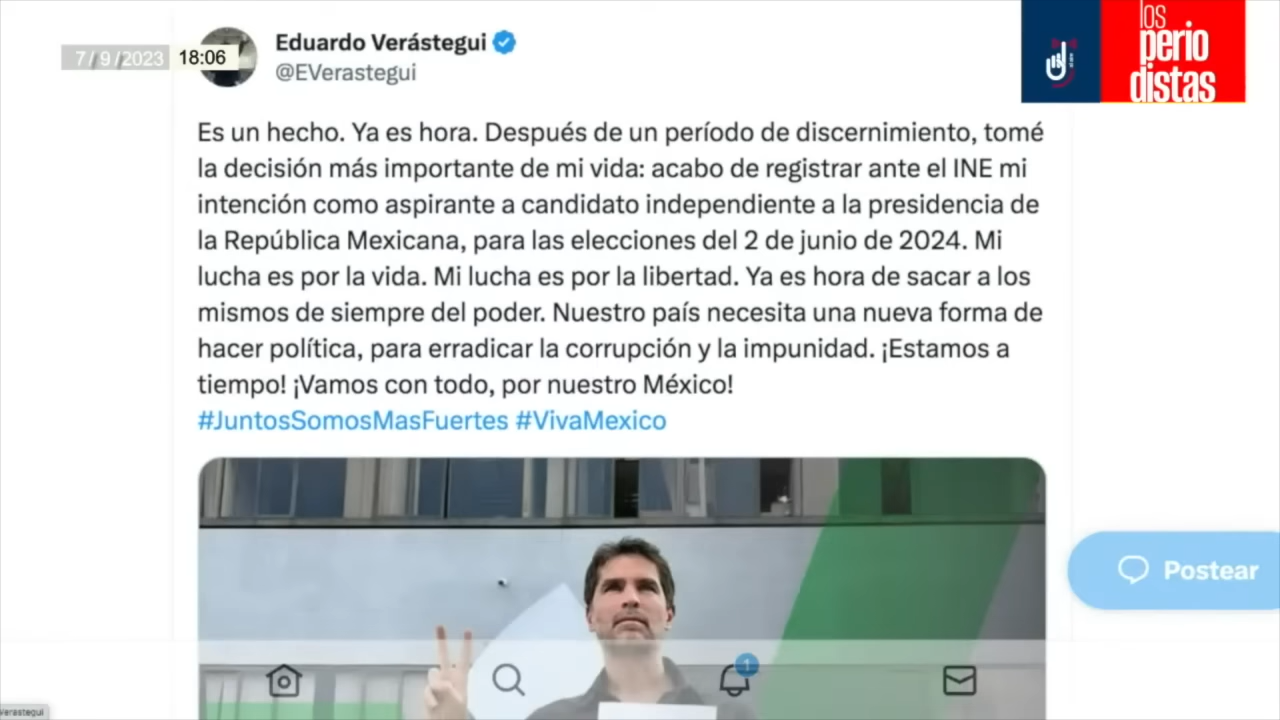 7/9/2023 18:06
Eduardo Verástegui
@EVerastegui
los
perio
distas
Es un hecho. Ya es hora. Después de un período de discernimiento, tomé
la decisión más importante de mi vida: acabo de registrar ante el INE mi
intención como aspirante a candidato independiente a la presidencia de
la República Mexicana, para las elecciones del 2 de junio de 2024. Mi
lucha es por la vida. Mi lucha es por la libertad. Ya es hora de sacar a los
mismos de siempre del poder. Nuestro país necesita una nueva forma de
hacer política, para erradicar la corrupción y la impunidad. ¡Estamos a
tiempo! ¡Vamos con todo, por nuestro México!
#JuntosSomosMasFuertes #VivaMexico
Postear
1
Verastegui